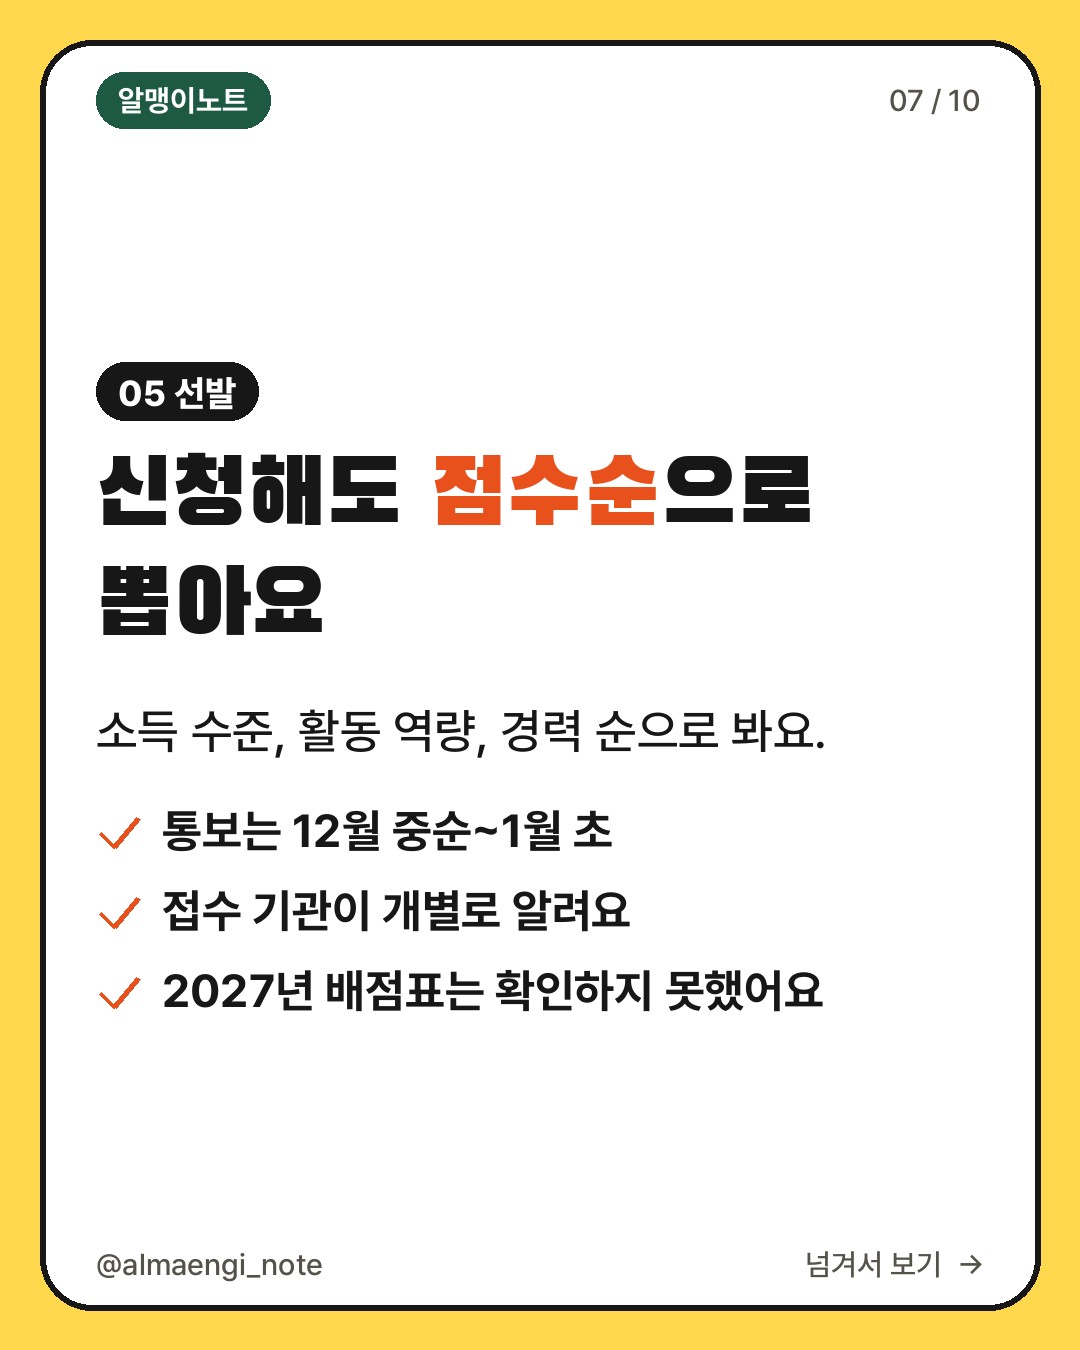 알맹이노트
07 / 10
05 선발
신청해도 점수순으로
뽑아요
소득 수준, 활동 역량, 경력 순으로 봐요.
통보는 12월 중순~1월 초
접수 기관이 개별로 알려요
2027년 배점표는 확인하지 못했어요
@almaengi_note
넘겨서 보기 →